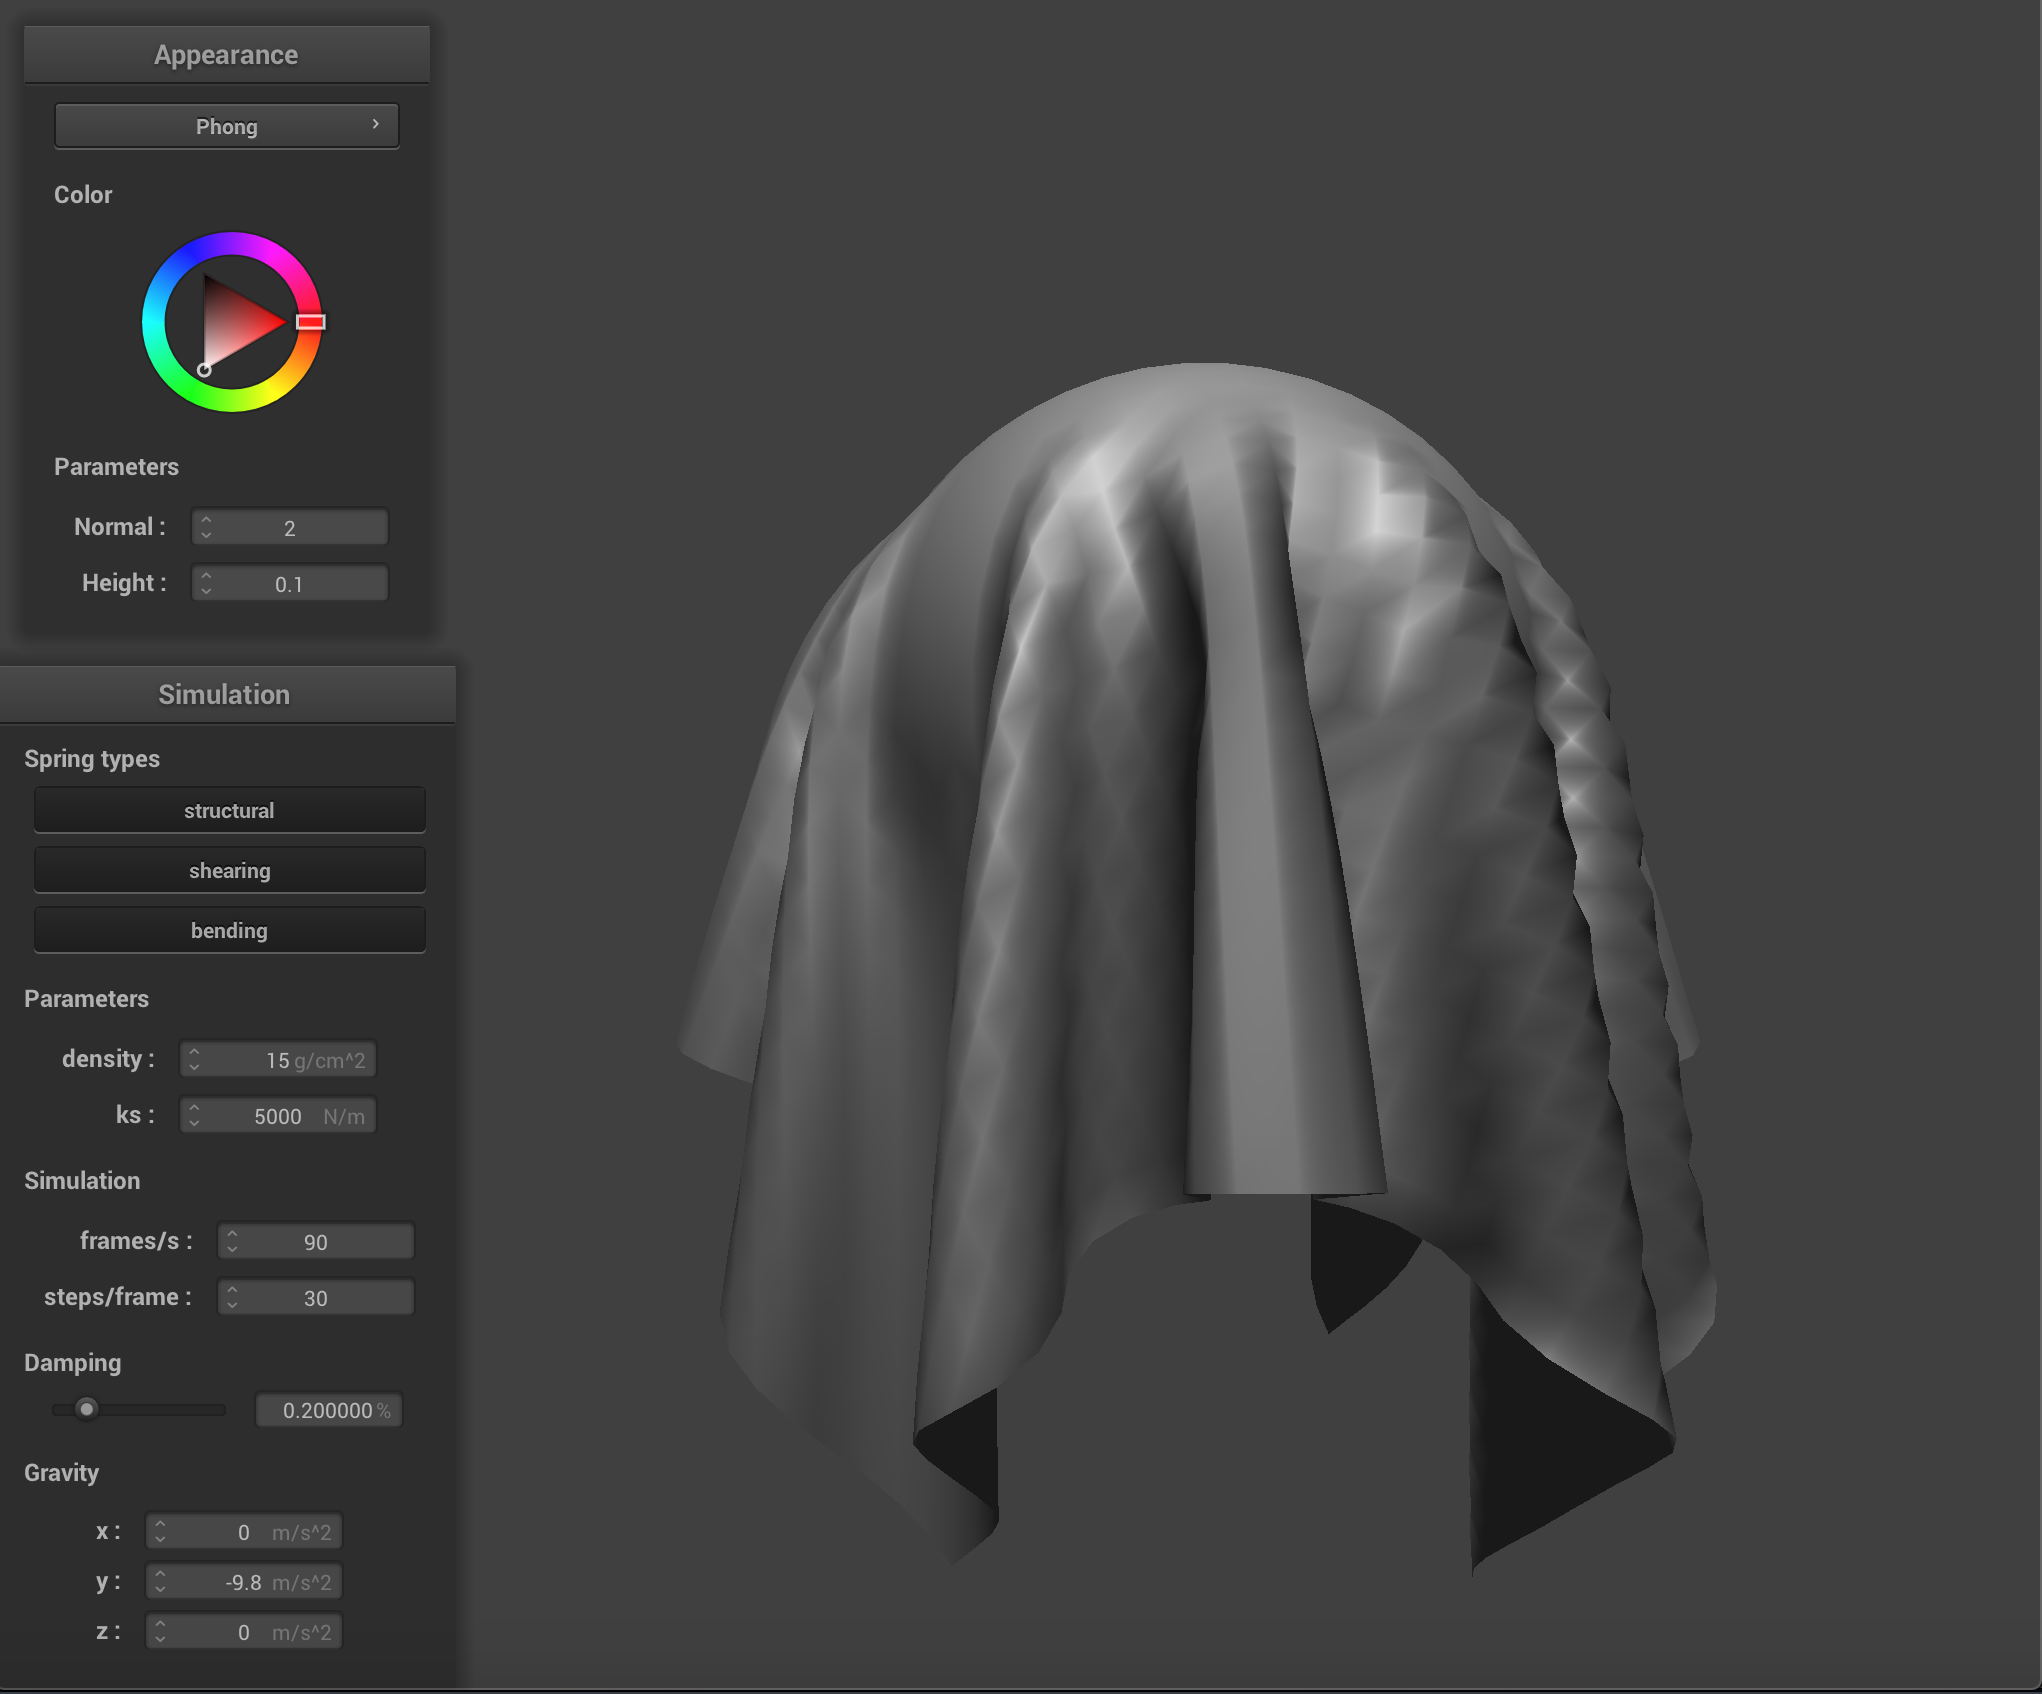 Appearance
Phong
Color
Parameters
Normal : 2
Height : 0.1
Simulation
Spring types
structural
shearing
bending
Parameters
density : 15 g/cm^2
ks : 5000 N/m
Simulation
frames/s : 90
steps/frame : 30
Damping
0.200000 %
Gravity
x : 0 m/s^2
y : -9.8 m/s^2
z : 0 m/s^2